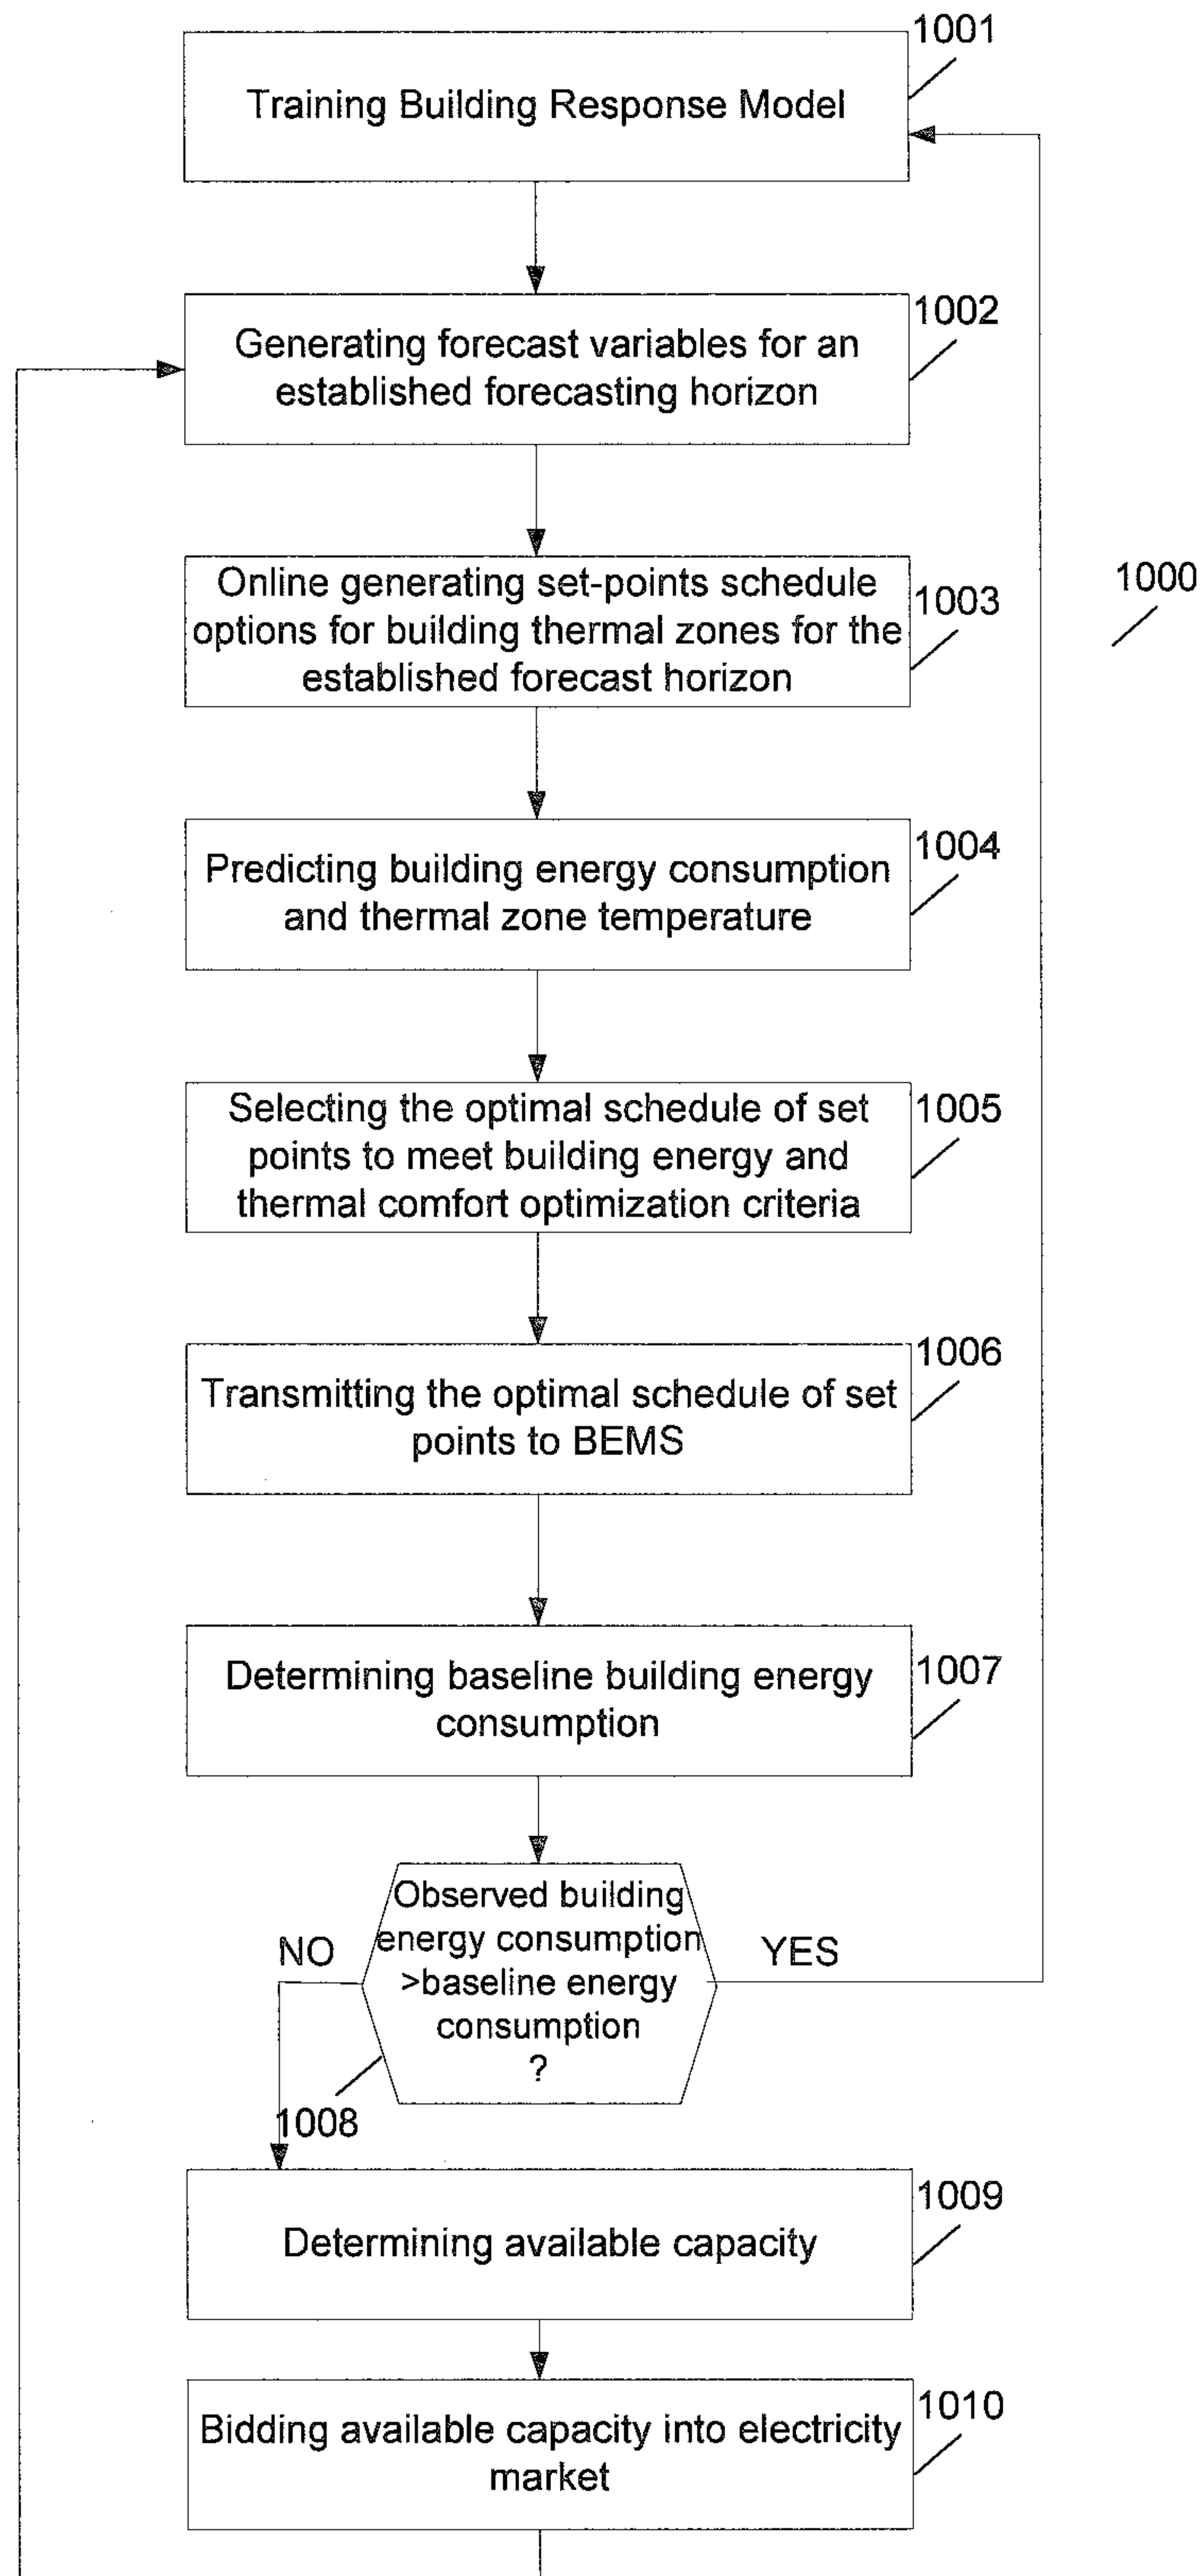 1001
Training Building Response Model
1002
Generating forecast variables for an
established forecasting horizon
1000
Online generating set-points schedule
options for building thermal zones for the
established forecast horizon
1003
1004
Predicting building energy consumption
and thermal zone temperature
1005
Selecting the optimal schedule of set
points to meet building energy and
thermal comfort optimization criteria
1006
Transmitting the optimal schedule of set
points to BEMS
1007
Determining baseline building energy
consumption
Observed building
energy consumption
>baseline energy
consumption
?
NO
YES
1008
1009
Determining available capacity
1010
Bidding available capacity into electricity
market